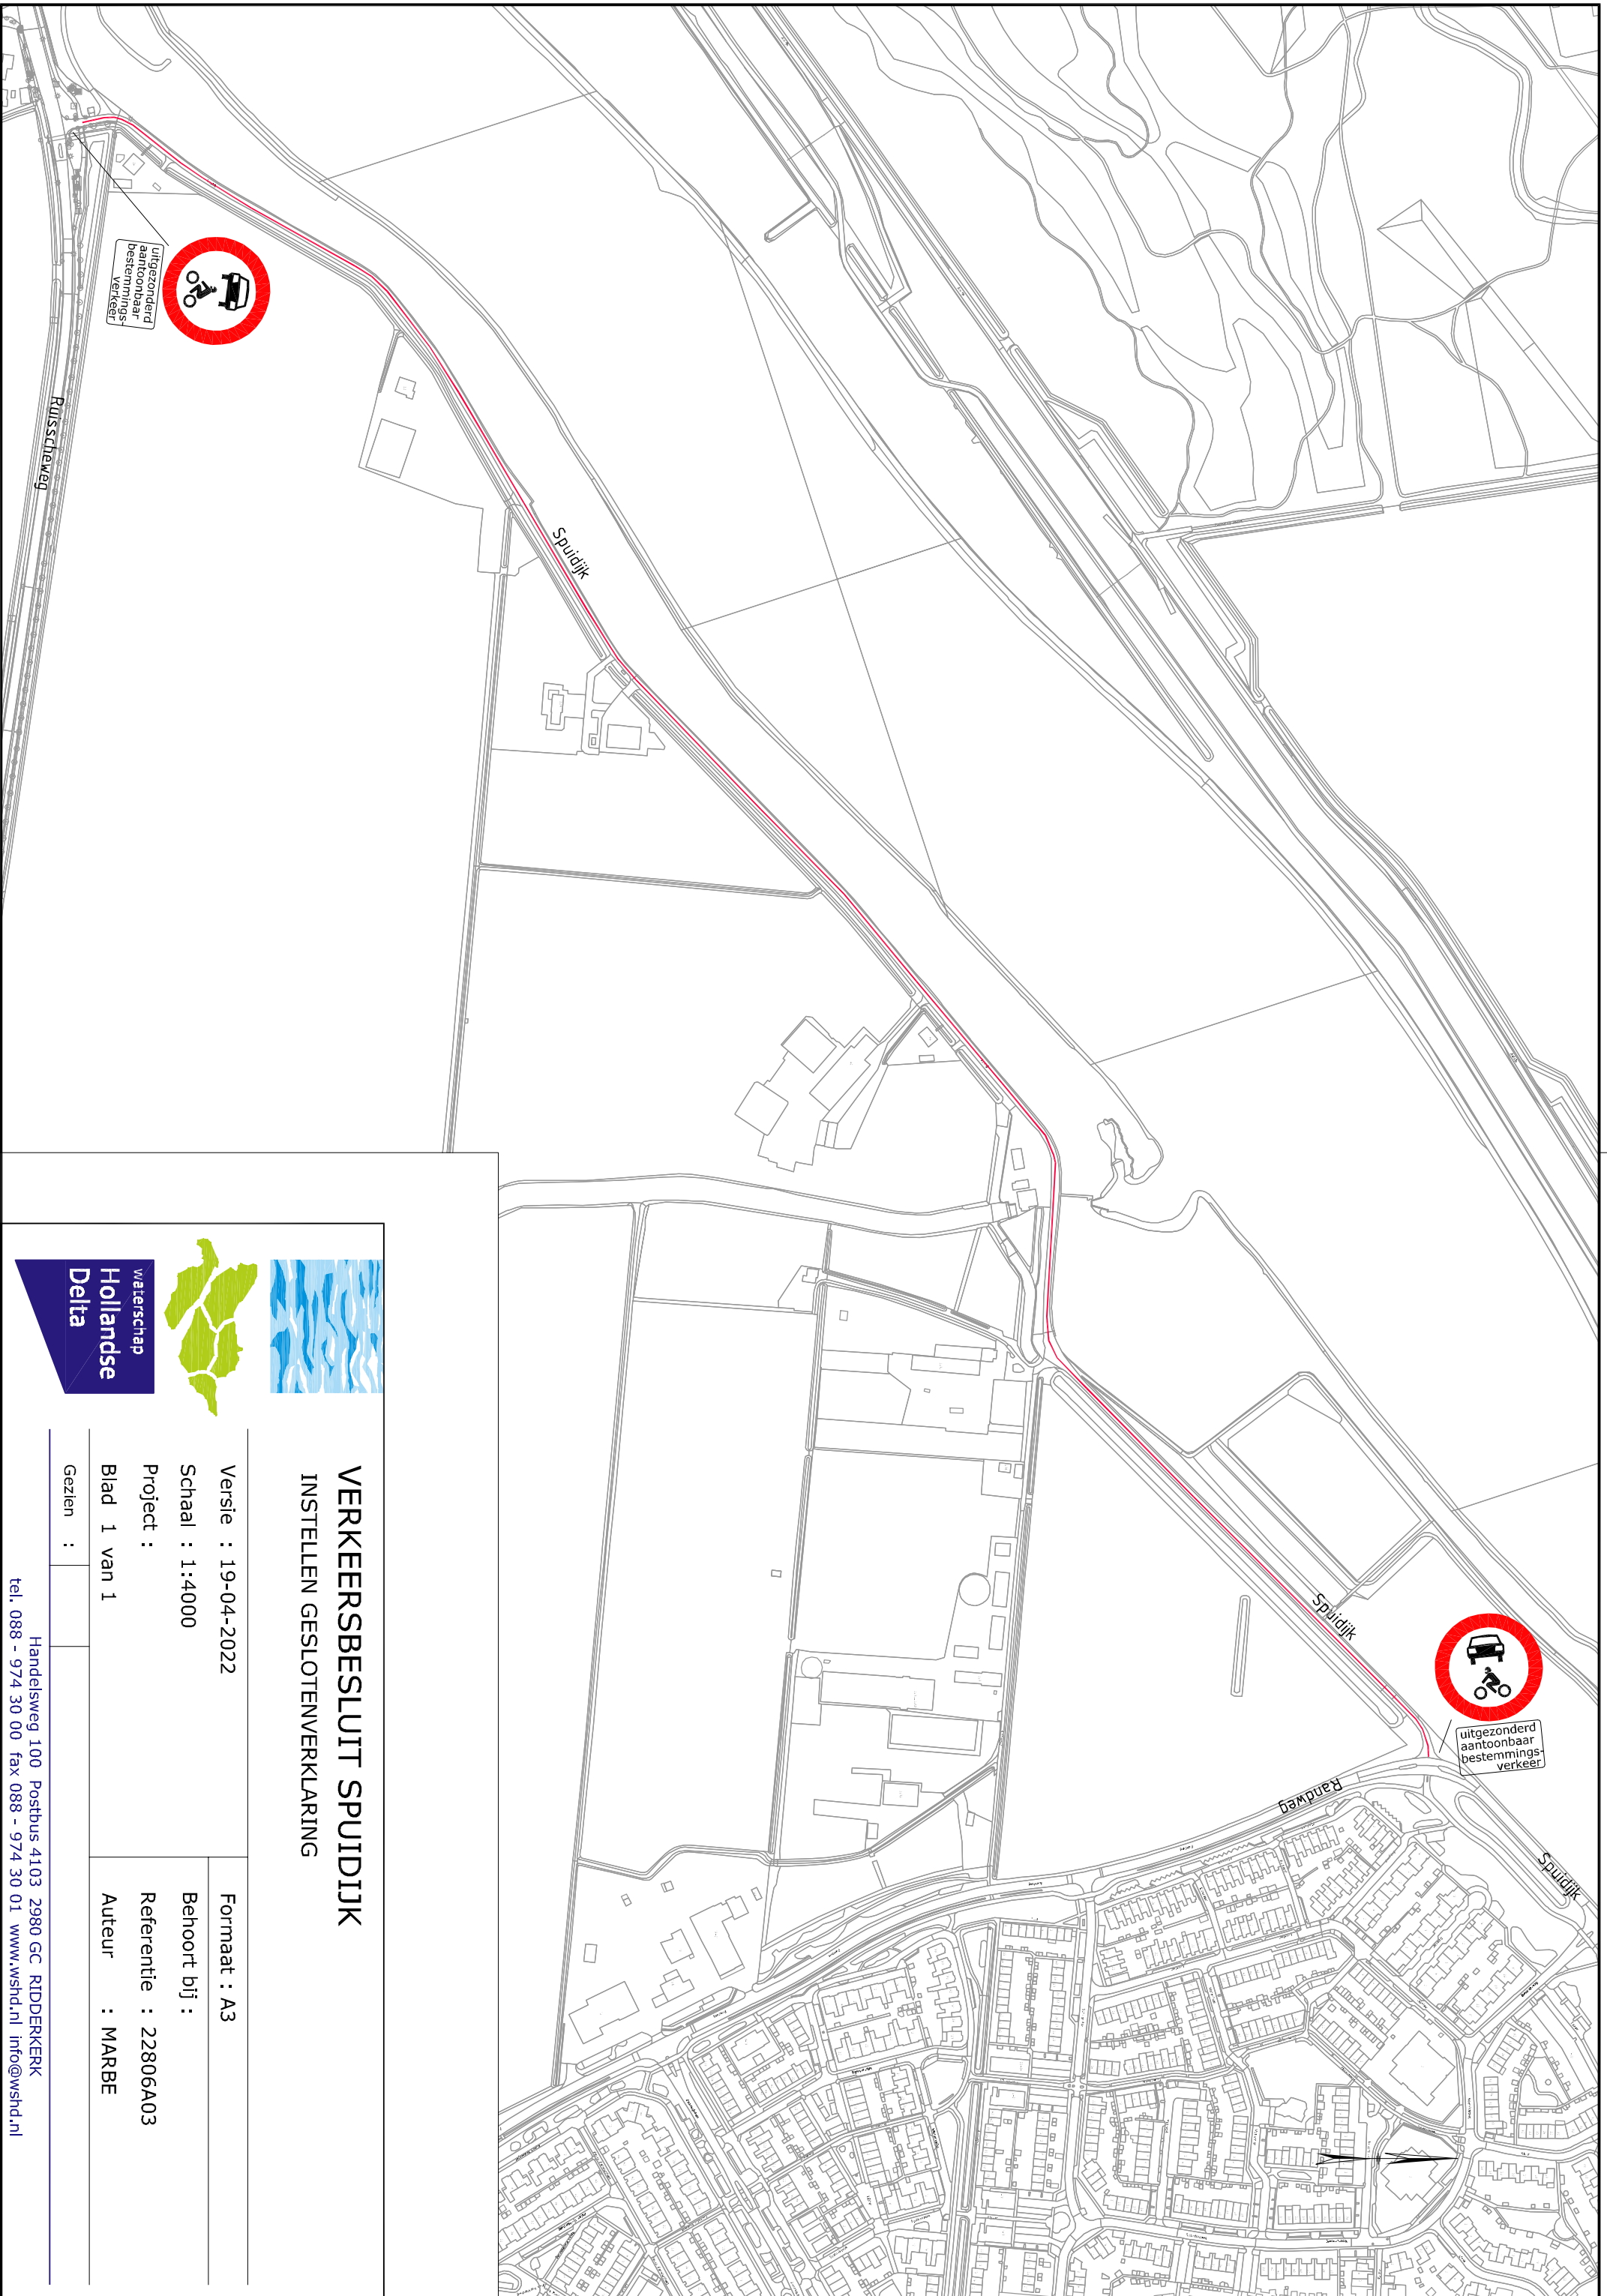 uitgezonderd
aantoonbaar
bestemmings-
verkeer
Ruisscheweg
Spuidijk
Spuidijk
uitgezonderd
aantoonbaar
bestemmings-
verkeer
Randweg
Spuidijk
waterschap
Hollandse
Delta
VERKEERSBESLUIT SPUIDIJK
INSTELLEN GESLOTENVERKLARING
Versie : 19-04-2022
Schaal : 1:4000
Project :
Blad 1 van 1
Gezien :
Formaat : A3
Behoort bij :
Referentie : 22806A03
Auteur : MARBE
Handelsweg 100 Postbus 4103 2980 GC RIDDERKERK
tel. 088 - 974 30 00 fax 088 - 974 30 01 www.wshd.nl info@wshd.nl